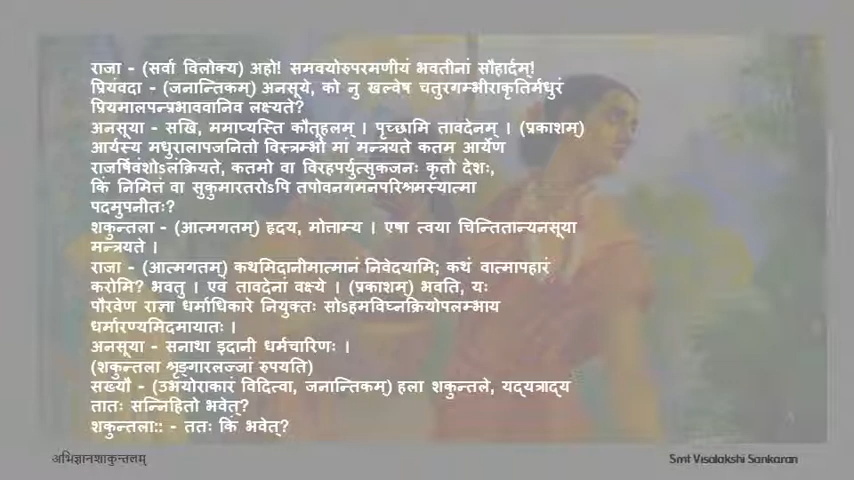 राजा - (सर्वा विलोक्य) अहो! समवयोरुपरमणीयं भवतीनां सौहार्दम्!
प्रियंवदा - (जनान्तिकम्) अनसूये, को नु खल्वेष चतुरगम्भीराकृतिर्मधुरं
प्रियमालपन्प्रभाववानिव लक्ष्यते?
अनसूया - सखि, ममाप्यस्ति कौतूहलम् । पृच्छामि तावदेनम् । (प्रकाशम्)
आर्यस्य मधुरालापजनितो विस्त्रम्भो मां मन्त्रयते कतम आर्येण
राजर्षिवंशोऽलंक्रियते, कतमो वा विरहपर्युत्सुकजनः कृतो देशः,
किं निमित्तं वा सुकुमारतरोऽपि तपोवनगमनपरिश्रमस्यात्मा
पदमुपनीतः?
शकुन्तला - (आत्मगतम्) हृदय, मोत्ताम्य । एषा त्वया चिन्तितान्यनसूया
मन्त्रयते ।
राजा - (आत्मगतम्) कथमिदानीमात्मानं निवेदयामि; कथं वात्मापहारं
करोमि? भवतु । एवं तावदेनां वक्ष्ये । (प्रकाशम्) भवति, यः
पौरवेण राज्ञा धर्माधिकारे नियुक्तः सोऽहमविघ्नक्रियोपलम्भाय
धर्मारण्यमिदमायातः ।
अनसूया - सनाथा इदानी धर्मचारिणः ।
(शकुन्तला श्रृङ्गारलज्जां रुपयति)
सख्यौ - (उभयोराकारं विदित्वा, जनान्तिकम्) हला शकुन्तले, यद्यत्राद्य
तातः सन्निहितो भवेत्?
शकुन्तला:: - ततः किं भवेत्?
अभिज्ञानशाकुन्तलम्
Smt Visalakshi Sankaran